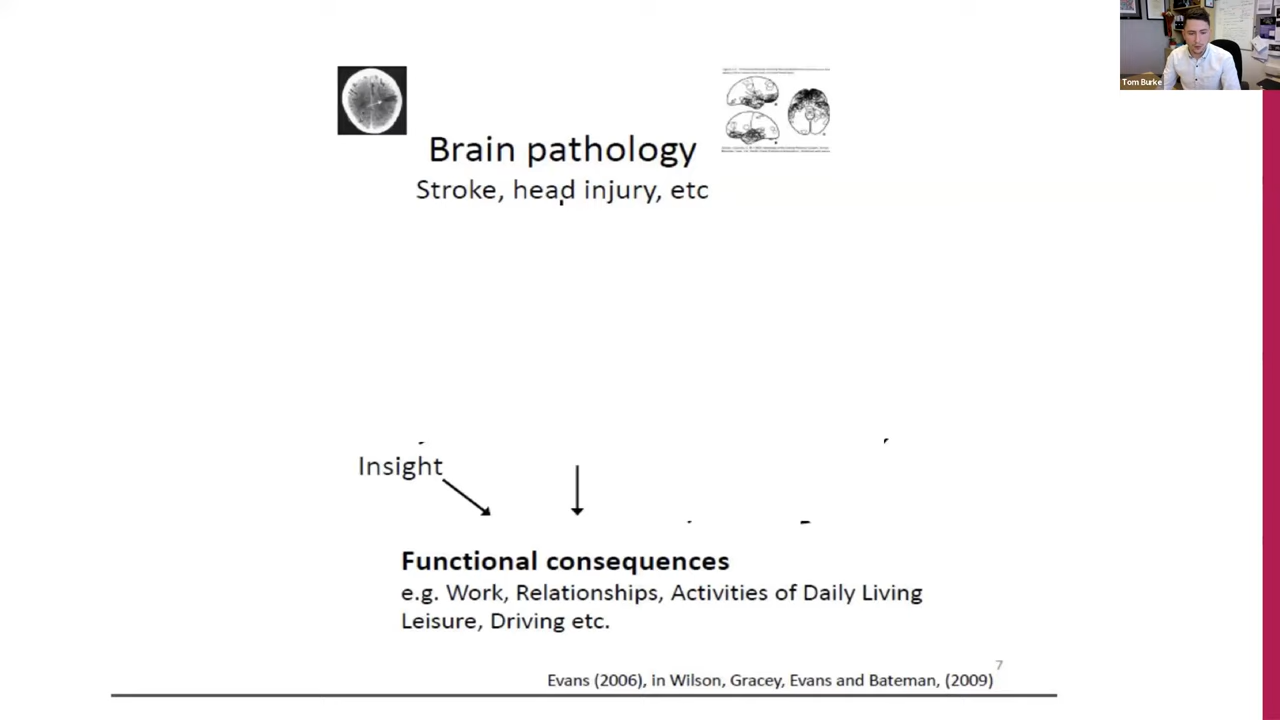 Tom Burke
Brain pathology
Stroke, head injury, etc
Insight
Functional consequences
e.g. Work, Relationships, Activities of Daily Living
Leisure, Driving etc.
7
Evans (2006), in Wilson, Gracey, Evans and Bateman, (2009)